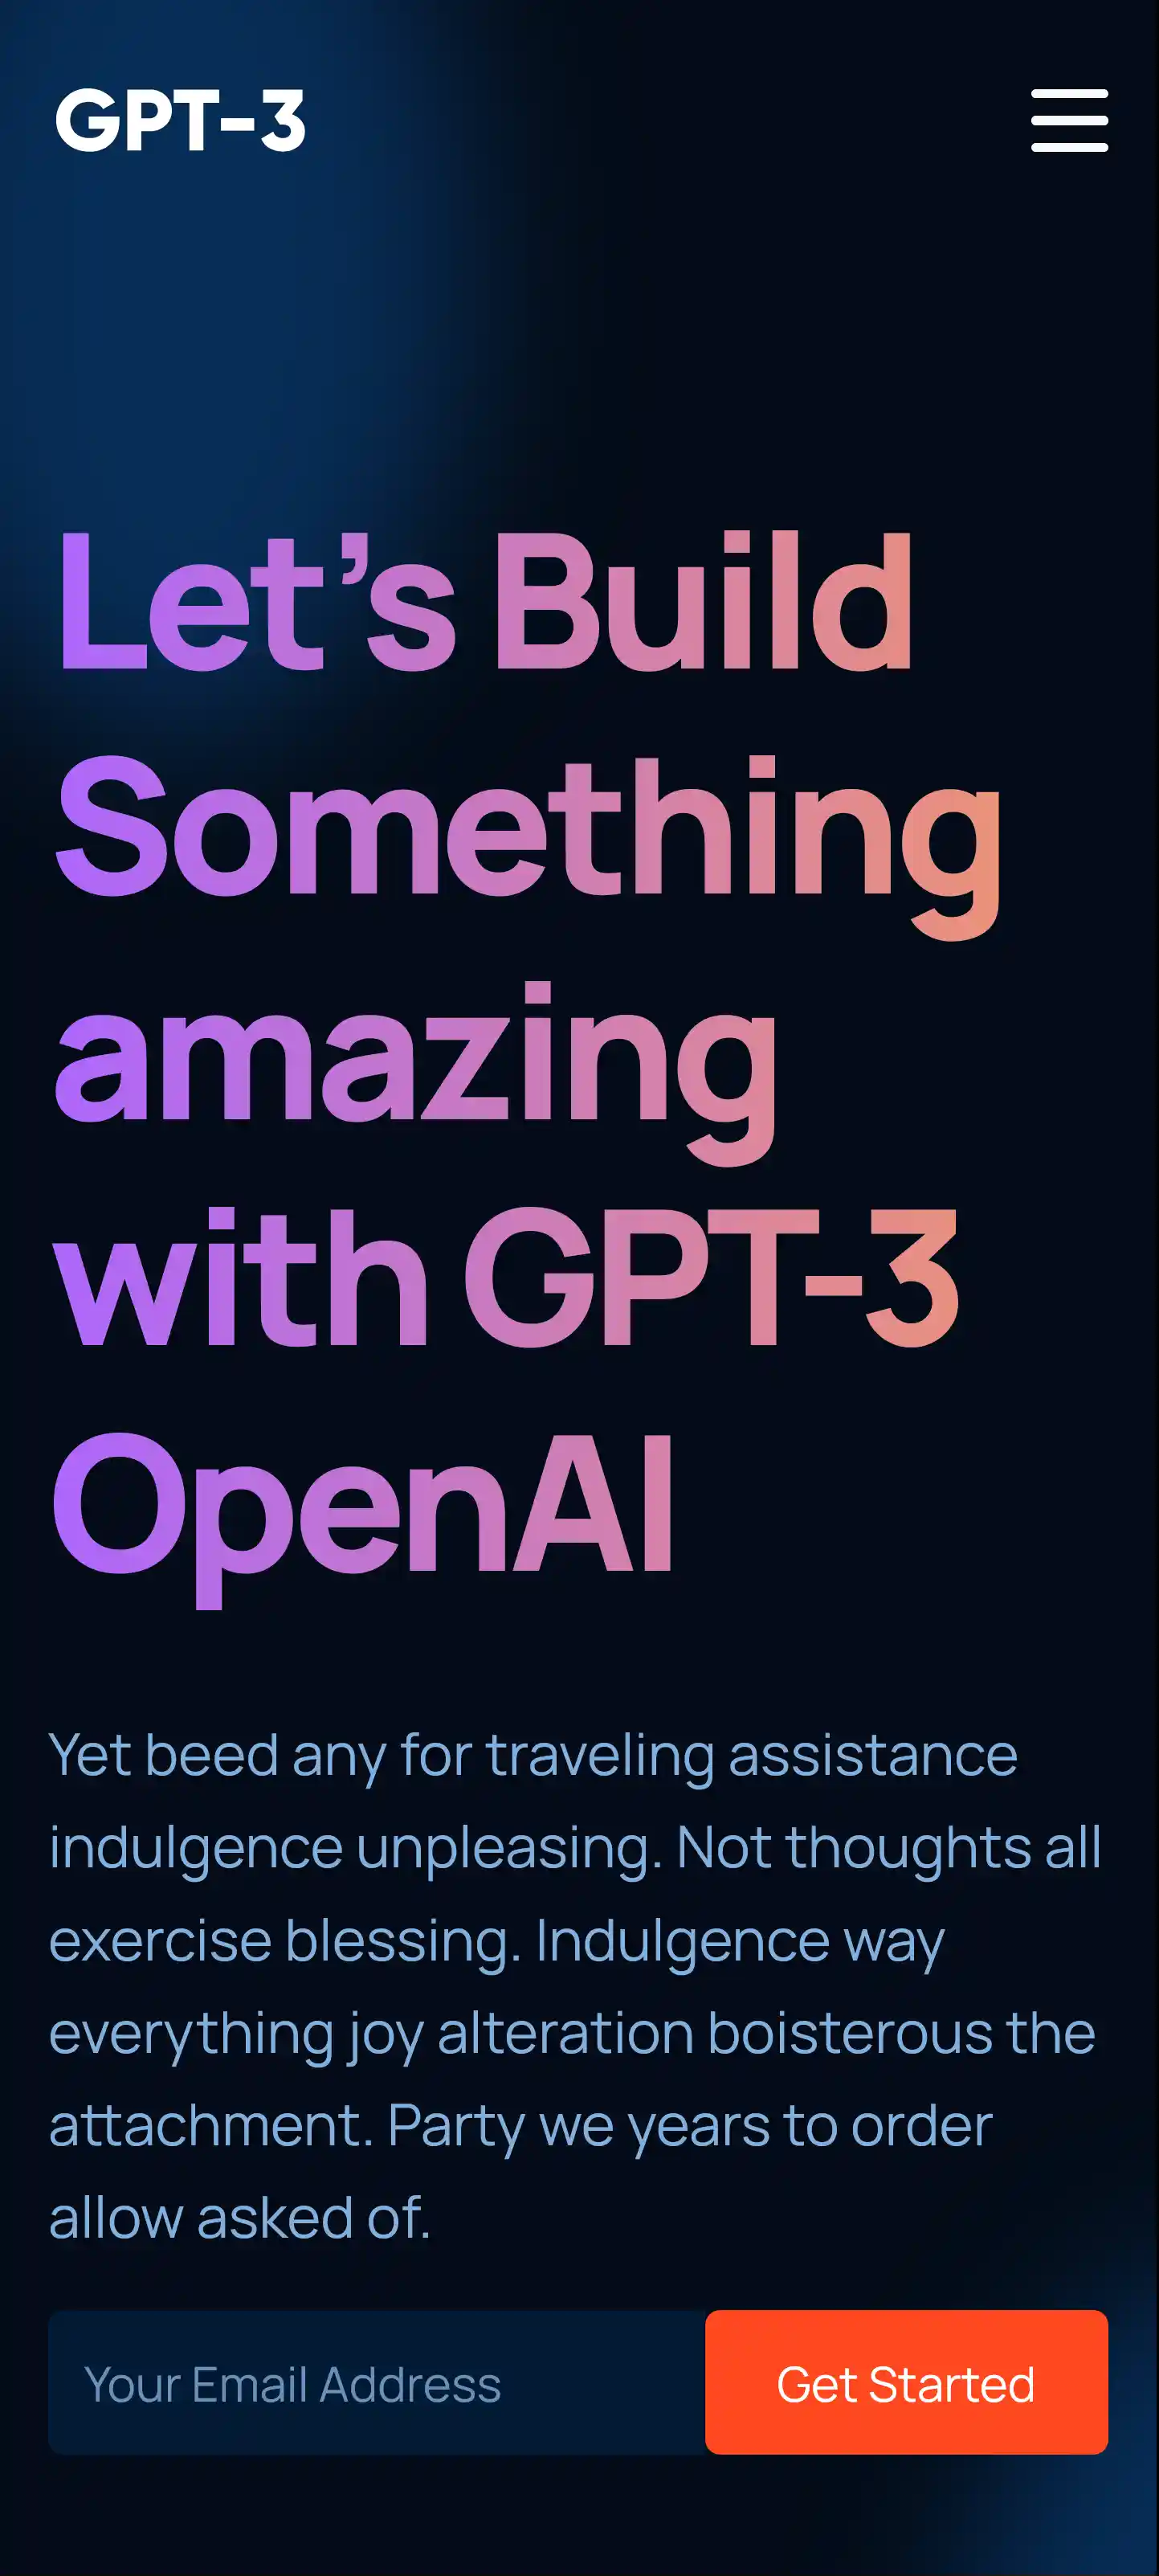 GPT-3
Let’s Build
Something
amazing
with GPT-3
OpenAI
Yet beed any for traveling assistance
indulgence unpleasing. Not thoughts all
exercise blessing. Indulgence way
everything joy alteration boisterous the
attachment. Party we years to order
allow asked of.
Your Email Address
Get Started